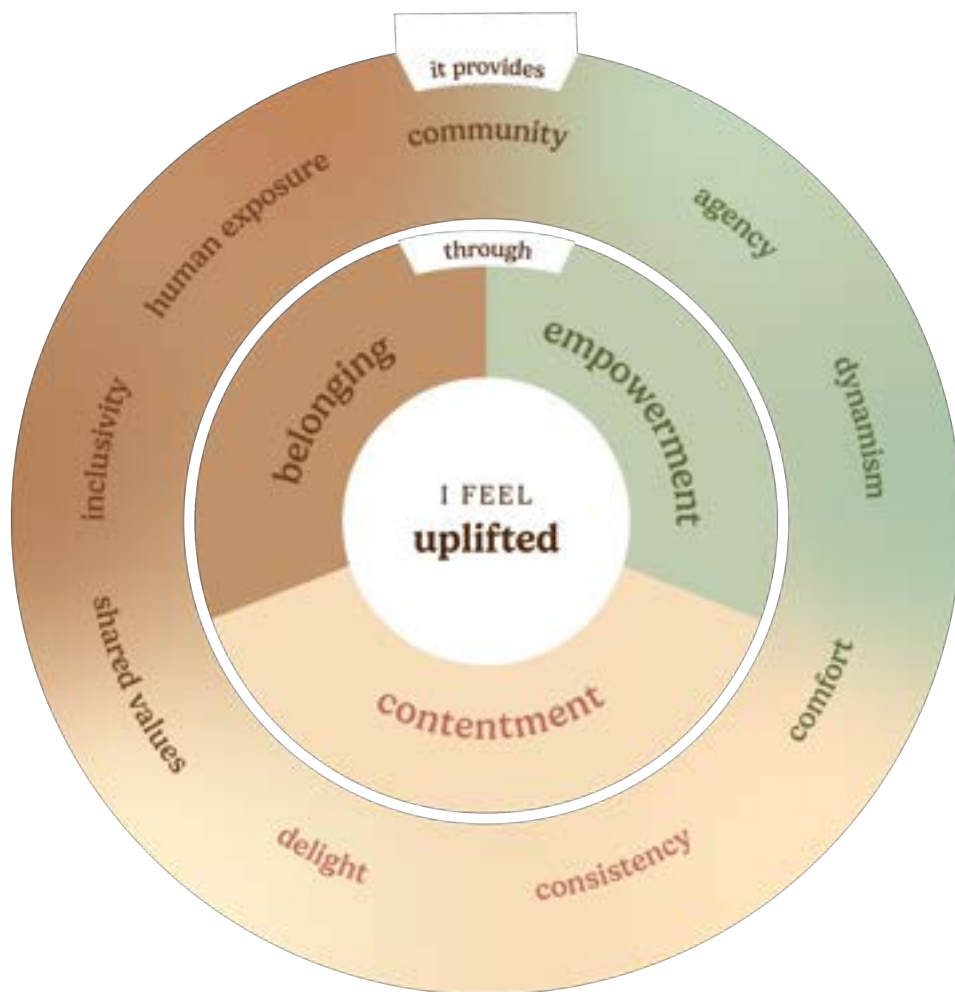 it provides
community
agency
dynamism
comfort
consistency
delight
shared values
inclusivity
human exposure
through
empowerment
contentment
belonging
I FEEL
uplifted